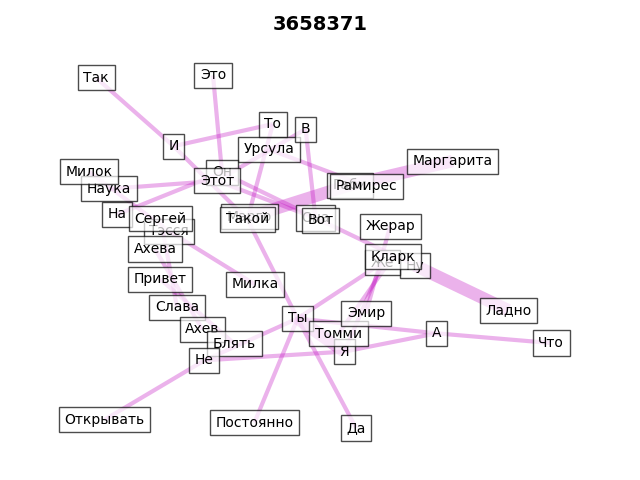 3658371
Так
Это
То
В
И
Урсула
Маргарита
Милок
Он
Наука
Этот
Рамирес
На
Сергей
Такой
Вот
Жерар
Тэсся
Ахева
Кларк
Же
Ну
Привет
Милка
Слава
Эмир
Ладно
Ты
Ахев
Томми
А
Блять
Что
Я
Не
Открывать
Постоянно
Да